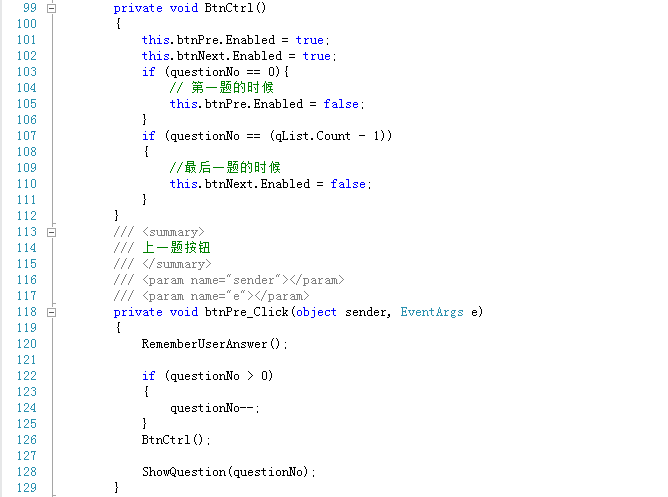 99 private void BtnCtrl()
100 {
101 this.btnPre.Enabled = true;
102 this.btnNext.Enabled = true;
103 if (questionNo == 0){
104 // 第一题的时候
105 this.btnPre.Enabled = false;
106 }
107 if (questionNo == (qList.Count - 1))
108 {
109 //最后一题的时候
110 this.btnNext.Enabled = false;
111 }
112 }
113 /// <summary>
114 /// 上一题按钮
115 /// </summary>
116 /// <param name="sender"></param>
117 /// <param name="e"></param>
118 private void btnPre_Click(object sender, EventArgs e)
119 {
120 RememberUserAnswer();
121
122 if (questionNo > 0)
123 {
124 questionNo--;
125 }
126 BtnCtrl();
127
128 ShowQuestion(questionNo);
129 }